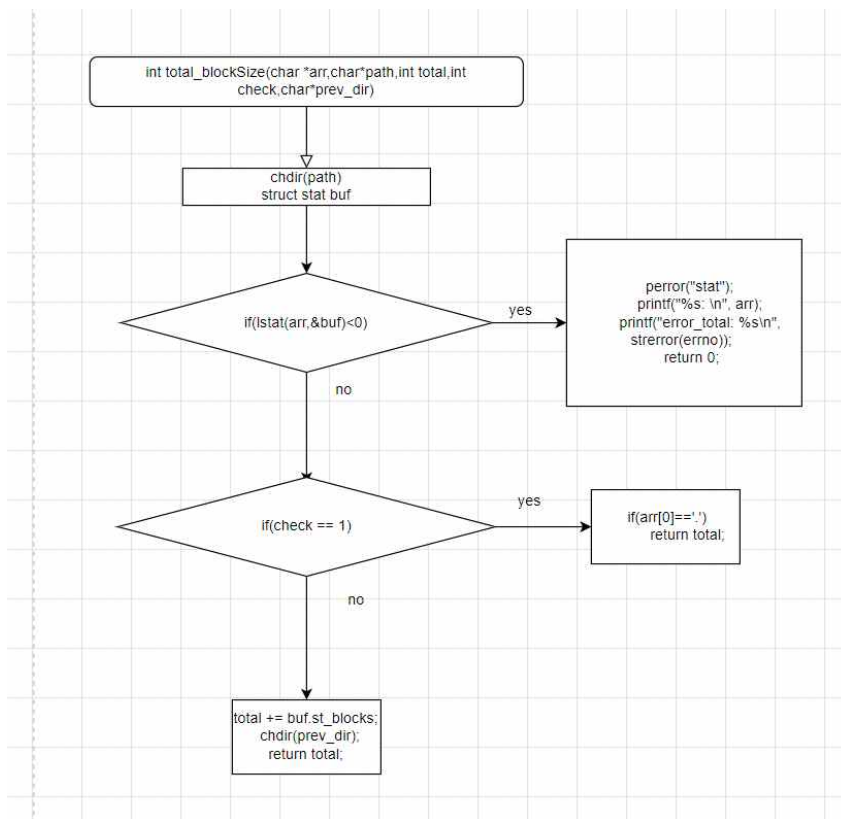 int total_blockSize(char *arr,char*path,int total,int
check,char*prev_dir)
chdir(path)
struct stat buf
if(lstat(arr,&buf)<0)
yes
perror("stat");
printf("%s: \n", arr);
printf("error_total: %s\n",
strerror(errno));
return 0;
no
if(check == 1)
yes
if(arr[0]=='.')
return total;
no
total += buf.st_blocks;
chdir(prev_dir);
return total;